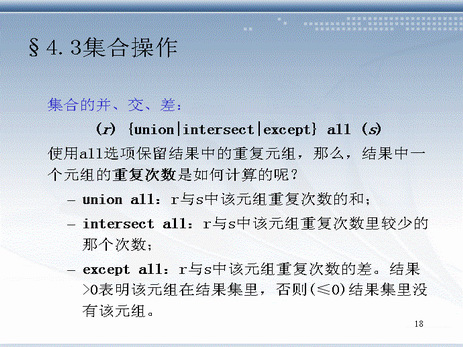 §4.3集合操作
集合的并、交、差：
(r) {union|intersect|except} all (s)
使用all选项保留结果中的重复元组，那么，结果中一
个元组的重复次数是如何计算的呢？
– union all：r与s中该元组重复次数的和；
– intersect all：r与s中该元组重复次数里较少的
那个次数；
– except all：r与s中该元组重复次数的差。结果
>0表明该元组在结果集里，否则(≤0)结果集里没
有该元组。
18